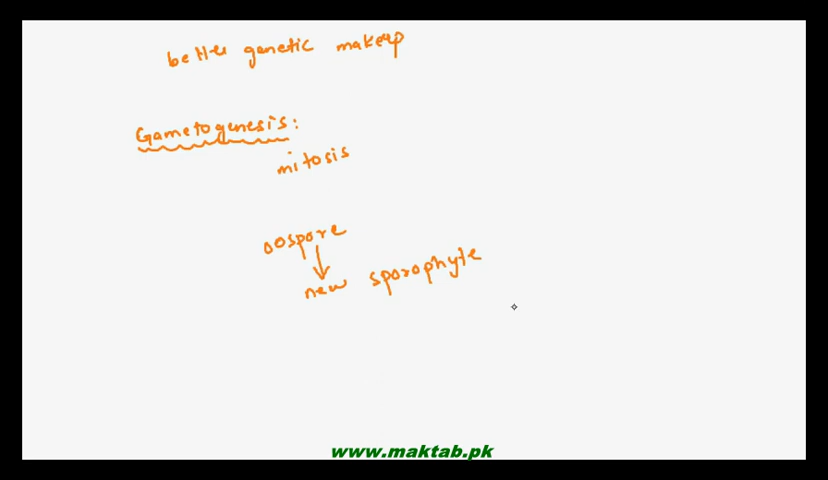 better genetic makeup
Gametogenesis:
mitosis
oospore
new sporophyte
www.maktab.pk